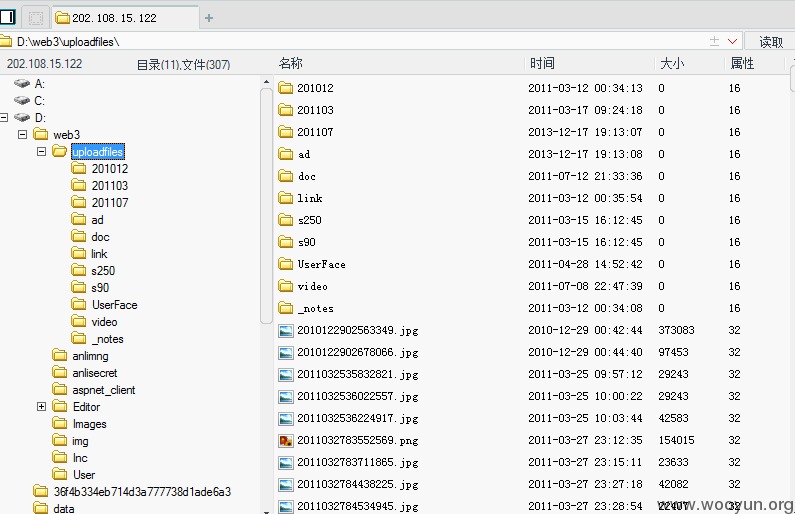 202.108.15.122
D:\web3\uploadfiles\ 读取
202.108.15.122 目录(11),文件(307) 名称 时间 大小 属性
A:
C:
D:
web3
uploadfiles
201012
201103
201107
ad
doc
link
s250
s90
UserFace
video
_notes
anlimng
anlisecret
aspnet_client
Editor
Images
img
Inc
User
36f4b334eb714d3a777738d1ade6a3
data
201012 2011-03-12 00:34:13 0 16
201103 2011-03-17 09:24:18 0 16
201107 2013-12-17 19:13:07 0 16
ad 2013-12-17 19:13:08 0 16
doc 2011-07-12 21:33:36 0 16
link 2011-03-12 00:35:54 0 16
s250 2011-03-15 16:12:45 0 16
s90 2011-03-15 16:12:45 0 16
UserFace 2011-04-28 14:52:42 0 16
video 2011-07-08 22:47:39 0 16
_notes 2011-03-12 00:34:08 0 16
2010122902563349.jpg 2010-12-29 00:42:44 373083 32
2010122902678066.jpg 2010-12-29 00:44:40 97453 32
2011032535832821.jpg 2011-03-25 09:57:12 29243 32
2011032536022557.jpg 2011-03-25 10:00:22 29243 32
2011032536224917.jpg 2011-03-25 10:03:44 42583 32
2011032783552569.png 2011-03-27 23:12:35 154015 32
2011032783711865.jpg 2011-03-27 23:15:11 23633 32
2011032784438225.jpg 2011-03-27 23:27:18 42082 32
2011032784534945.jpg 2011-03-27 23:28:54 22407 32
www.wooyun.org